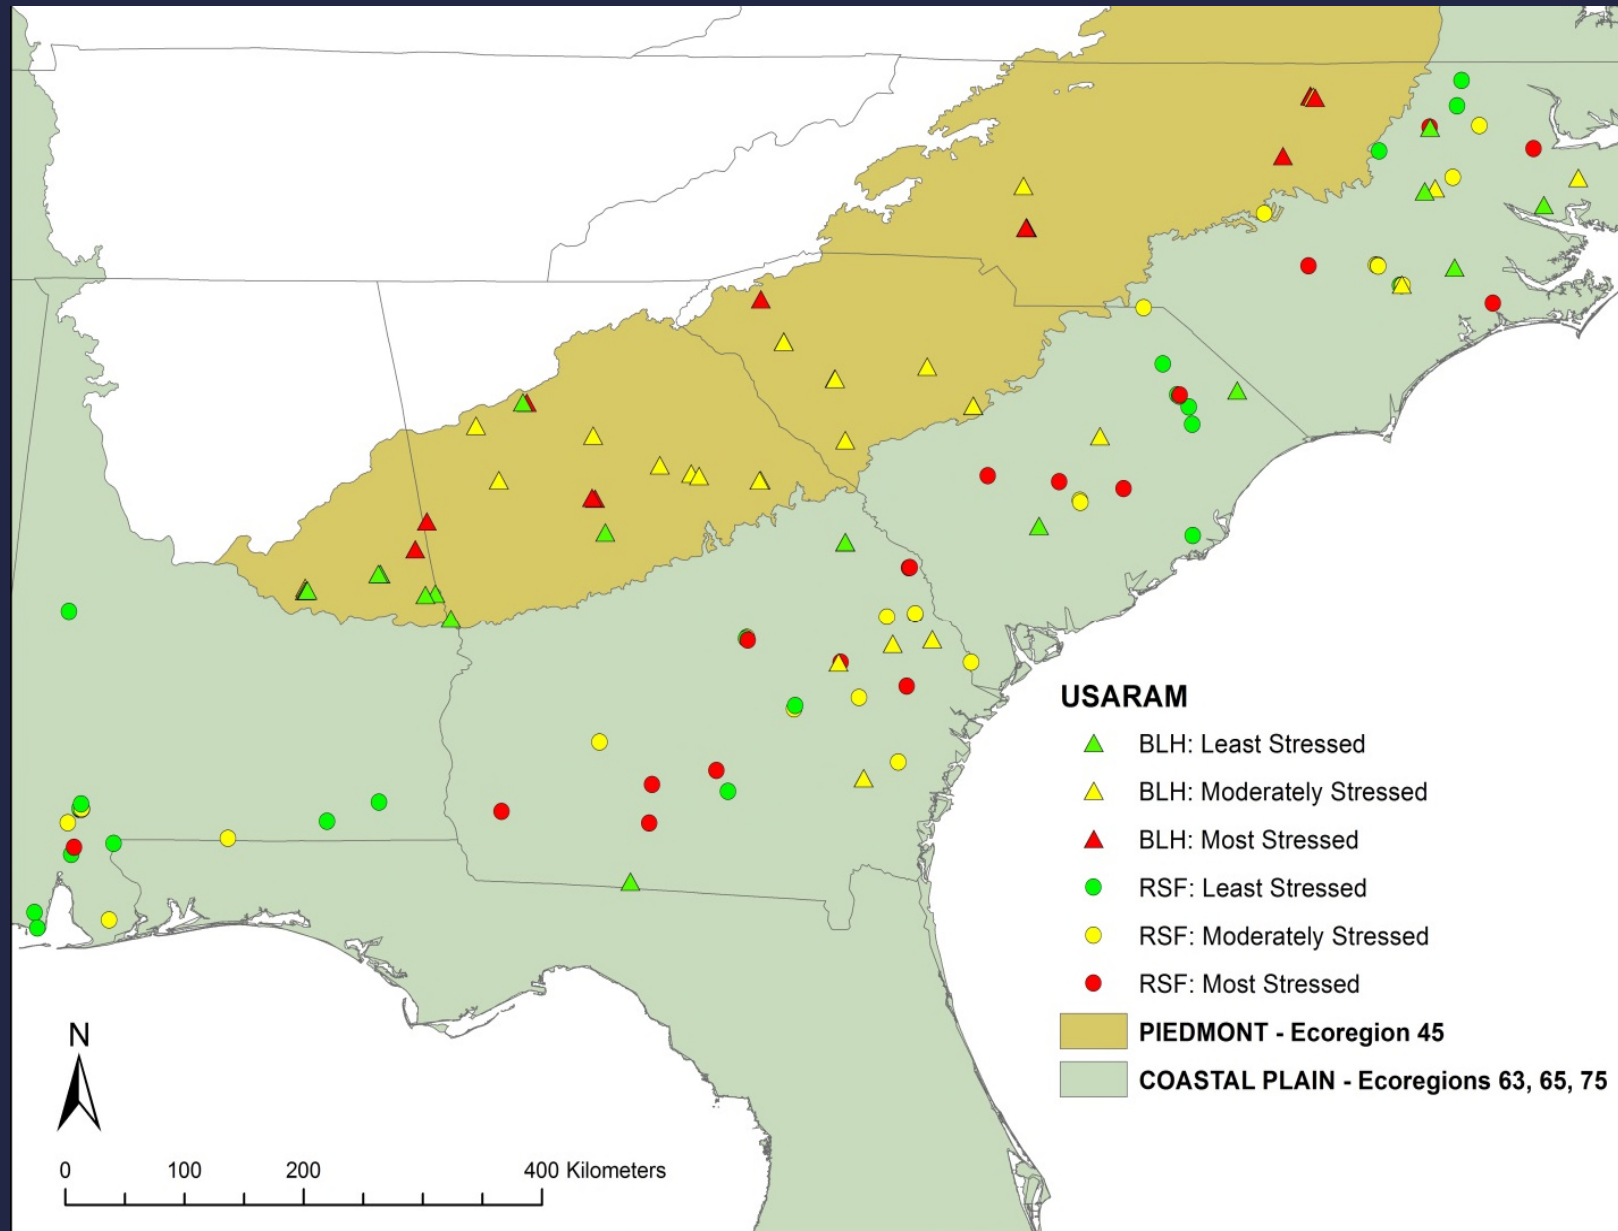 USARAM
BLH: Least Stressed
BLH: Moderately Stressed
BLH: Most Stressed
RSF: Least Stressed
RSF: Moderately Stressed
RSF: Most Stressed
PIEDMONT - Ecoregion 45
COASTAL PLAIN - Ecoregions 63, 65, 75
N
0 100 200 400 Kilometers